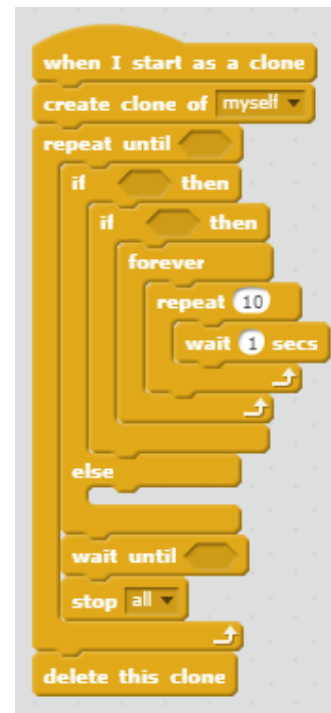 when I start as a clone
create clone of myself
repeat until
if then
if then
forever
repeat 10
wait 1 secs
else
wait until
stop all
delete this clone